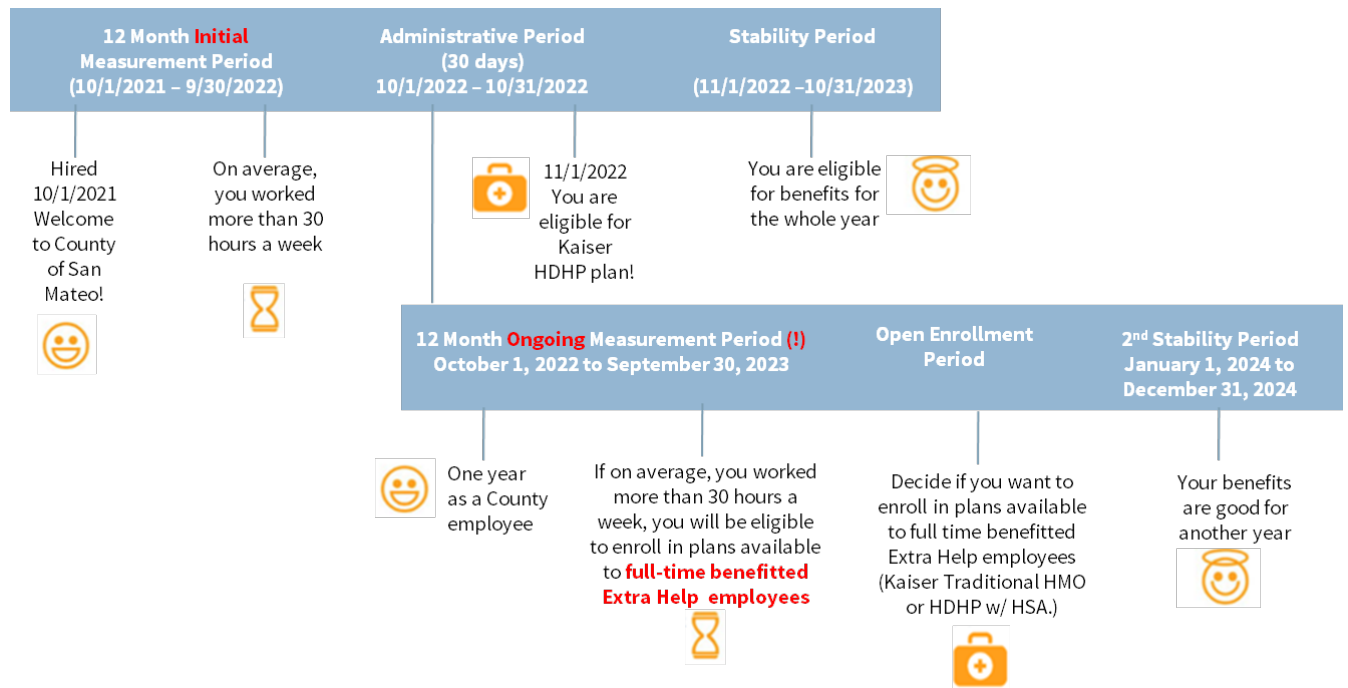 12 Month Initial
Measurement Period
(10/1/2021 – 9/30/2022)
Administrative Period
(30 days)
10/1/2022 – 10/31/2022
Stability Period
(11/1/2022 –10/31/2023)
Hired
10/1/2021
Welcome
to County
of San
Mateo!
On average,
you worked
more than 30
hours a week
11/1/2022
You are
eligible for
Kaiser
HDHP plan!
You are eligible
for benefits for
the whole year
12 Month Ongoing Measurement Period (!)
October 1, 2022 to September 30, 2023
Open Enrollment
Period
2nd Stability Period
January 1, 2024 to
December 31, 2024
One year
as a County
employee
If on average, you worked
more than 30 hours a
week, you will be eligible
to enroll in plans available
to full-time benefitted
Extra Help employees
Decide if you want to
enroll in plans available
to full time benefitted
Extra Help employees
(Kaiser Traditional HMO
or HDHP w/ HSA.)
Your benefits
are good for
another year